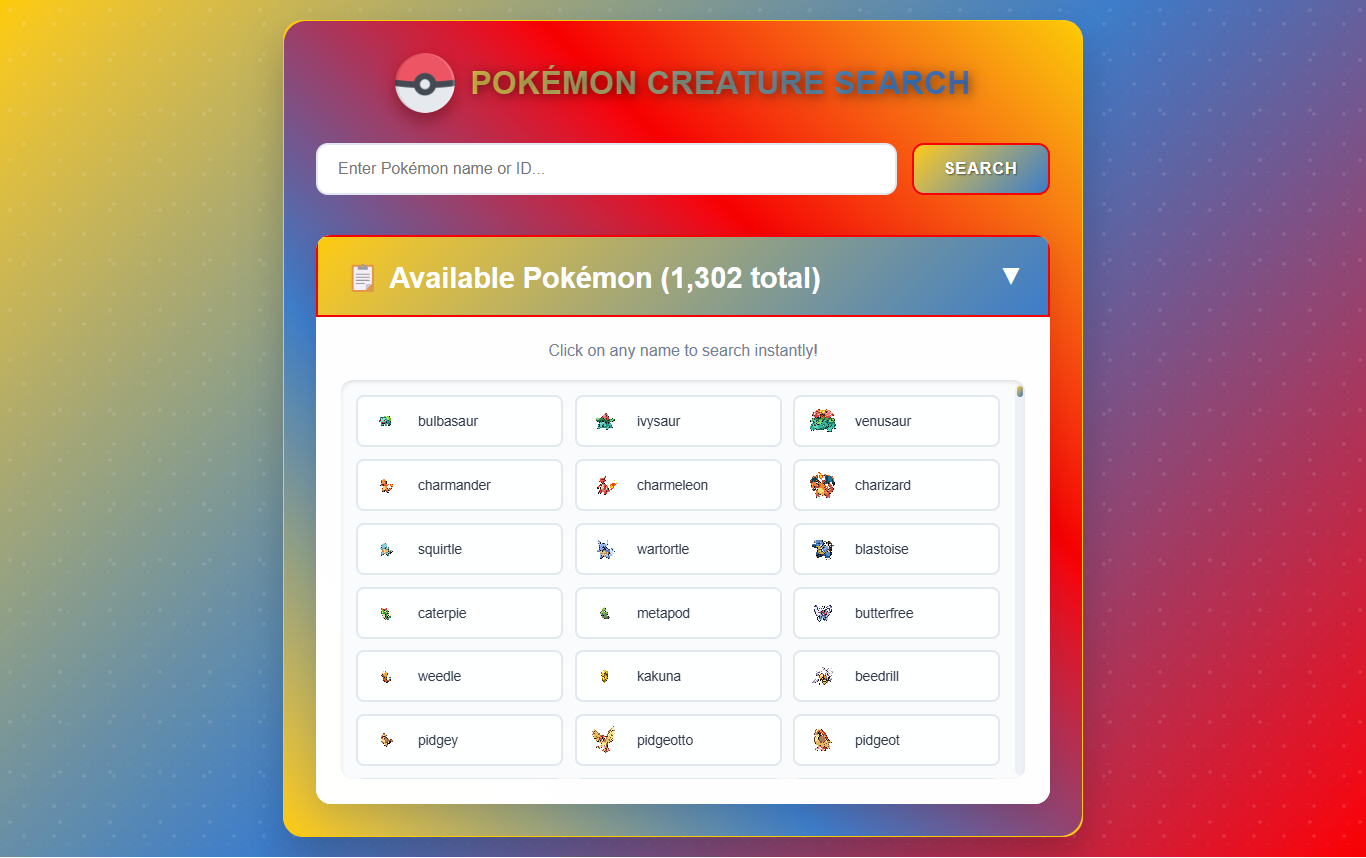 POKÉMON CREATURE SEARCH
Enter Pokémon name or ID...
SEARCH
Available Pokémon (1,302 total)
Click on any name to search instantly!
bulbasaur
ivysaur
venusaur
charmander
charmeleon
charizard
squirtle
wartortle
blastoise
caterpie
metapod
butterfree
weedle
kakuna
beedrill
pidgey
pidgeotto
pidgeot